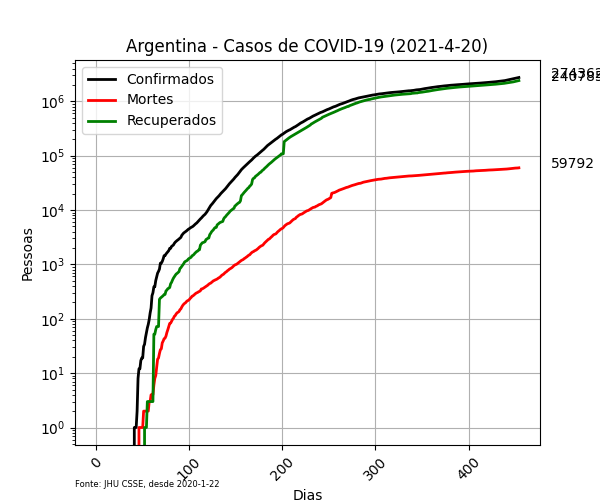 Argentina - Casos de COVID-19 (2021-4-20)
Confirmados
Mortes
Recuperados
59792
Pessoas
10⁶
10⁵
10⁴
10³
10²
10¹
10⁰
0
100
200
300
400
Dias
Fonte: JHU CSSE, desde 2020-1-22